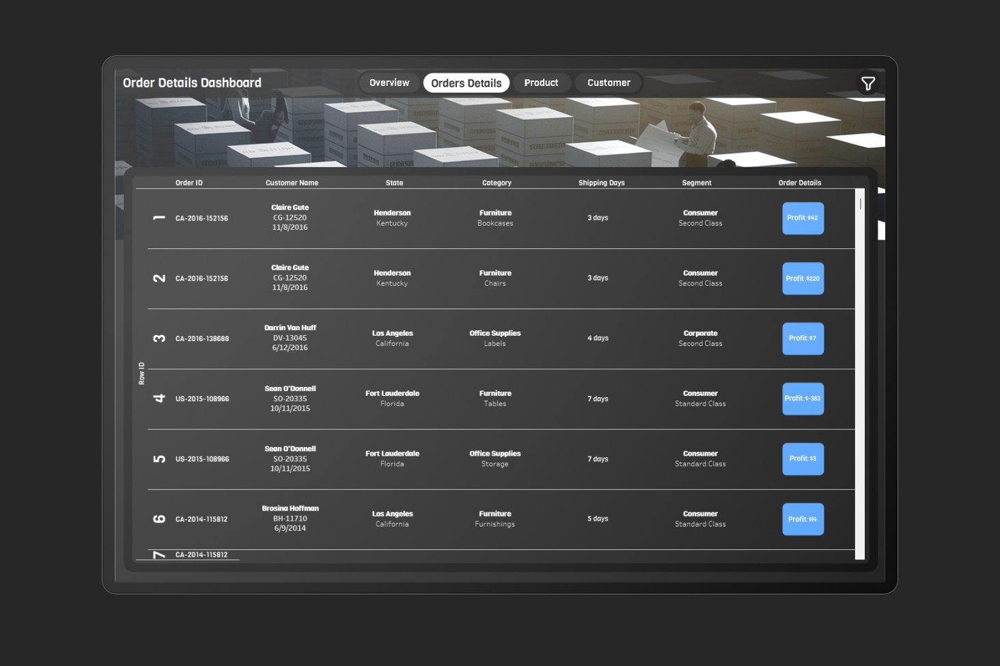 Order Details Dashboard
Overview
Orders Details
Product
Customer
Order ID
Customer Name
State
Category
Shipping Days
Segment
Order Details
Row ID
1
CA-2016-152156
Claire Gute
CG-12520
11/8/2016
Henderson
Kentucky
Furniture
Bookcases
3 days
Consumer
Second Class
Profit:$42
2
CA-2016-152156
Claire Gute
CG-12520
11/8/2016
Henderson
Kentucky
Furniture
Chairs
3 days
Consumer
Second Class
Profit:$220
3
CA-2016-138688
Darrin Van Huff
DV-13045
6/12/2016
Los Angeles
California
Office Supplies
Labels
4 days
Corporate
Second Class
Profit:$7
4
US-2015-108966
Sean O'Donnell
SO-20335
10/11/2015
Fort Lauderdale
Florida
Furniture
Tables
7 days
Consumer
Standard Class
Profit:$-383
5
US-2015-108966
Sean O'Donnell
SO-20335
10/11/2015
Fort Lauderdale
Florida
Office Supplies
Storage
7 days
Consumer
Standard Class
Profit:$3
6
CA-2014-115812
Brosina Hoffman
BH-11710
6/9/2014
Los Angeles
California
Furniture
Furnishings
5 days
Consumer
Standard Class
Profit:$14
7
CA-2014-115812